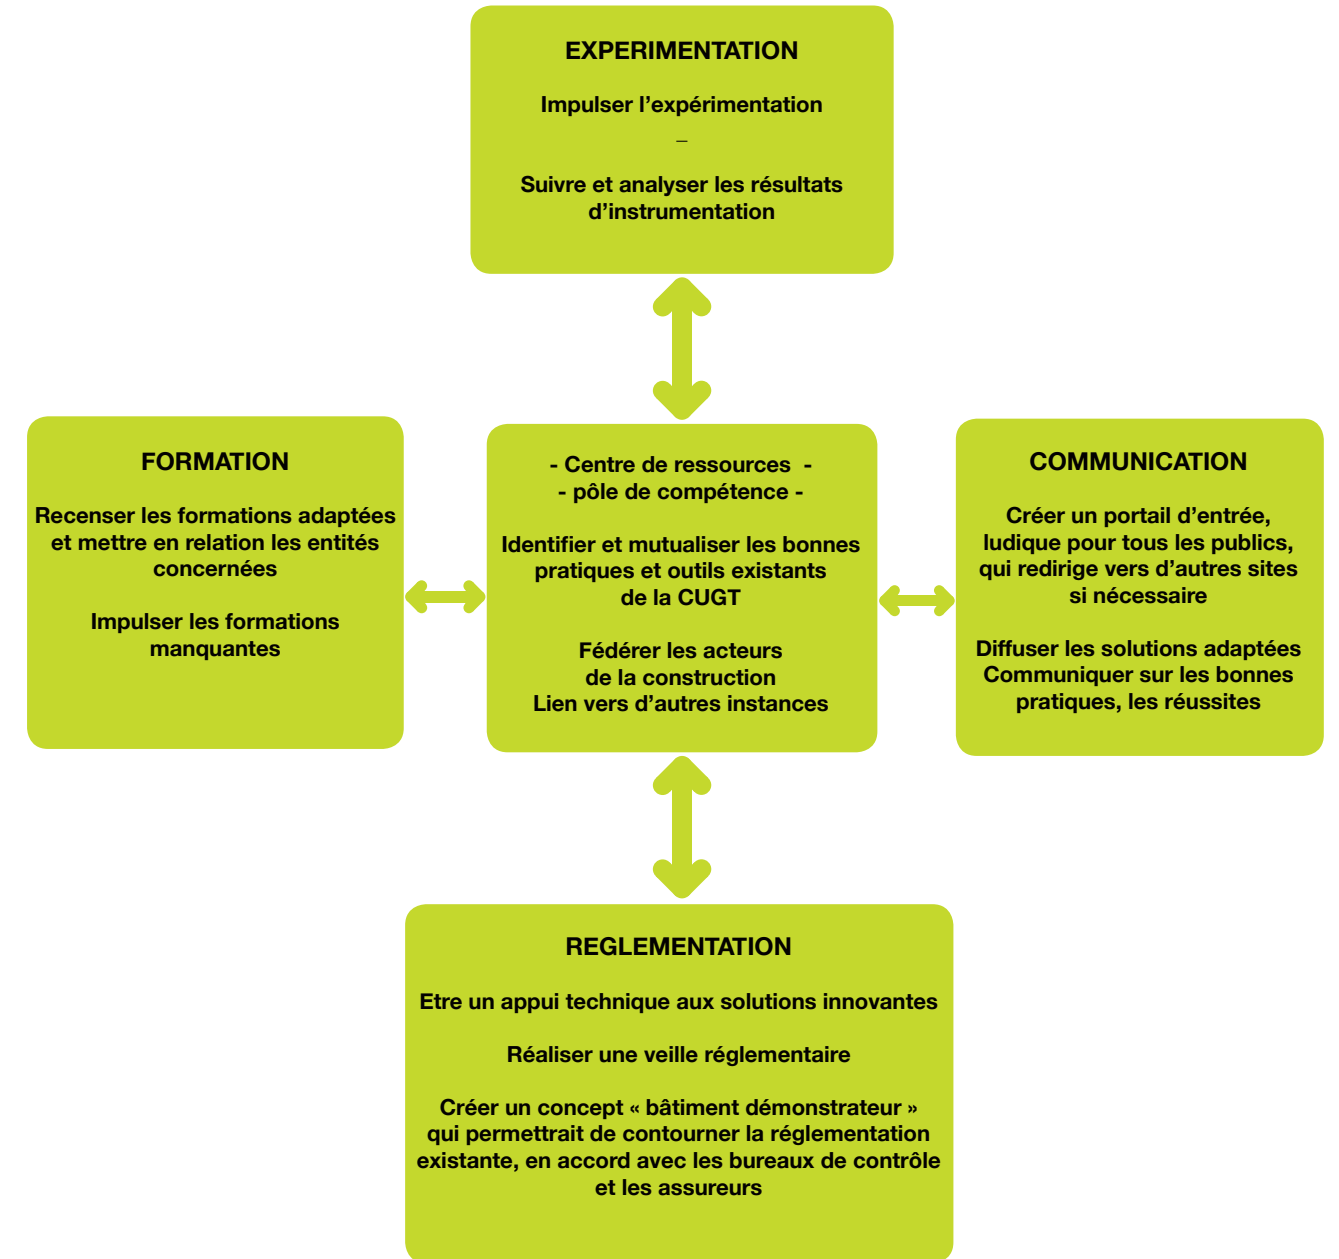 EXPERIMENTATION
Impulser l’expérimentation
–
Suivre et analyser les résultats
d’instrumentation
FORMATION
Recenser les formations adaptées
et mettre en relation les entités
concernées
Impulser les formations
manquantes
- Centre de ressources -
- pôle de compétence -
Identifier et mutualiser les bonnes
pratiques et outils existants
de la CUGT
Fédérer les acteurs
de la construction
Lien vers d’autres instances
COMMUNICATION
Créer un portail d’entrée,
ludique pour tous les publics,
qui redirige vers d’autres sites
si nécessaire
Diffuser les solutions adaptées
Communiquer sur les bonnes
pratiques, les réussites
REGLEMENTATION
Etre un appui technique aux solutions innovantes
Réaliser une veille réglementaire
Créer un concept « bâtiment démonstrateur »
qui permettrait de contourner la réglementation
existante, en accord avec les bureaux de contrôle
et les assureurs